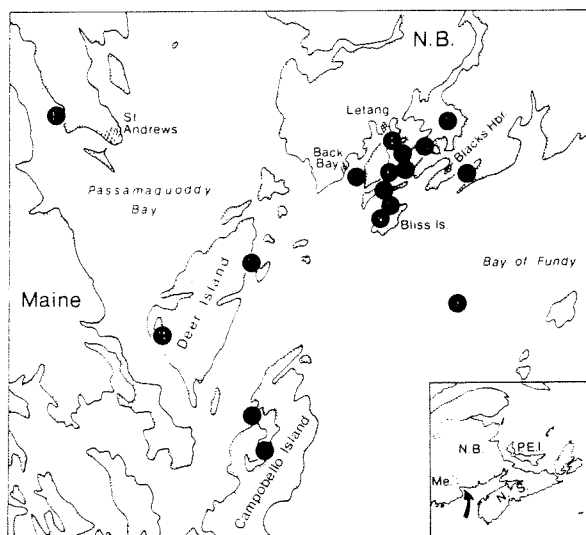 N.B.
Letang
St
Andrews
Back
Bay
Blacks Hbr.
Passamaquoddy
Bay
Bliss Is.
Bay of Fundy
Deer Island
Maine
Campobello Island
N.B.
P.E.I.
Me.
N.S.